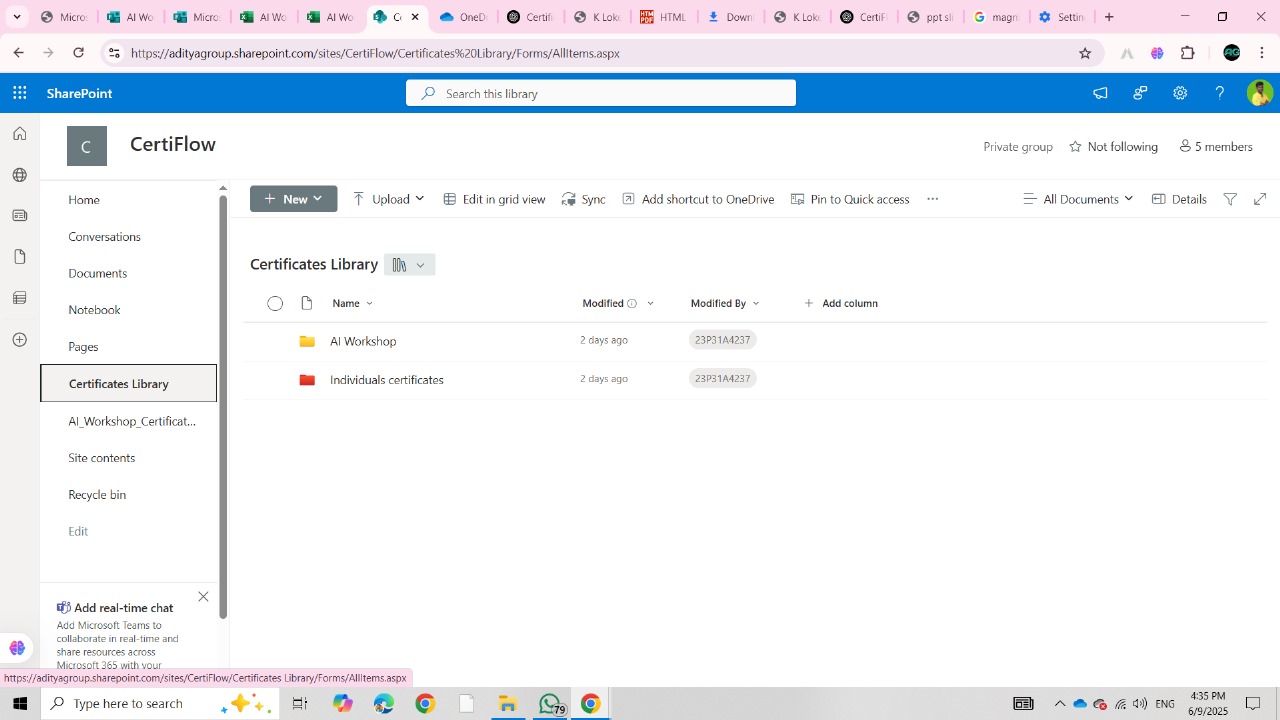 Micros
AI Wo
Micros
AI Wo
AI Wo
Ce
OneD
Certifi
K Loke
HTML
Down
K Loke
CertiFl
ppt sli
magn
Settin
https://adityagroup.sharepoint.com/sites/CertiFlow/Certificates%20Library/Forms/AllItems.aspx
SharePoint
Search this library
C
CertiFlow
Private group
Not following
5 members
Home
Conversations
Documents
Notebook
Pages
Certificates Library
AI_Workshop_Certificat...
Site contents
Recycle bin
Edit
New
Upload
Edit in grid view
Sync
Add shortcut to OneDrive
Pin to Quick access
All Documents
Details
Certificates Library
Name
Modified
Modified By
Add column
AI Workshop
2 days ago
23P31A4237
Individuals certificates
2 days ago
23P31A4237
Add real-time chat
Add Microsoft Teams to
collaborate in real-time and
share resources across
Microsoft 365 with your
https://adityagroup.sharepoint.com/sites/CertiFlow/Certificates Library/Forms/AllItems.aspx
Type here to search
79
ENG
4:35 PM
6/9/2025